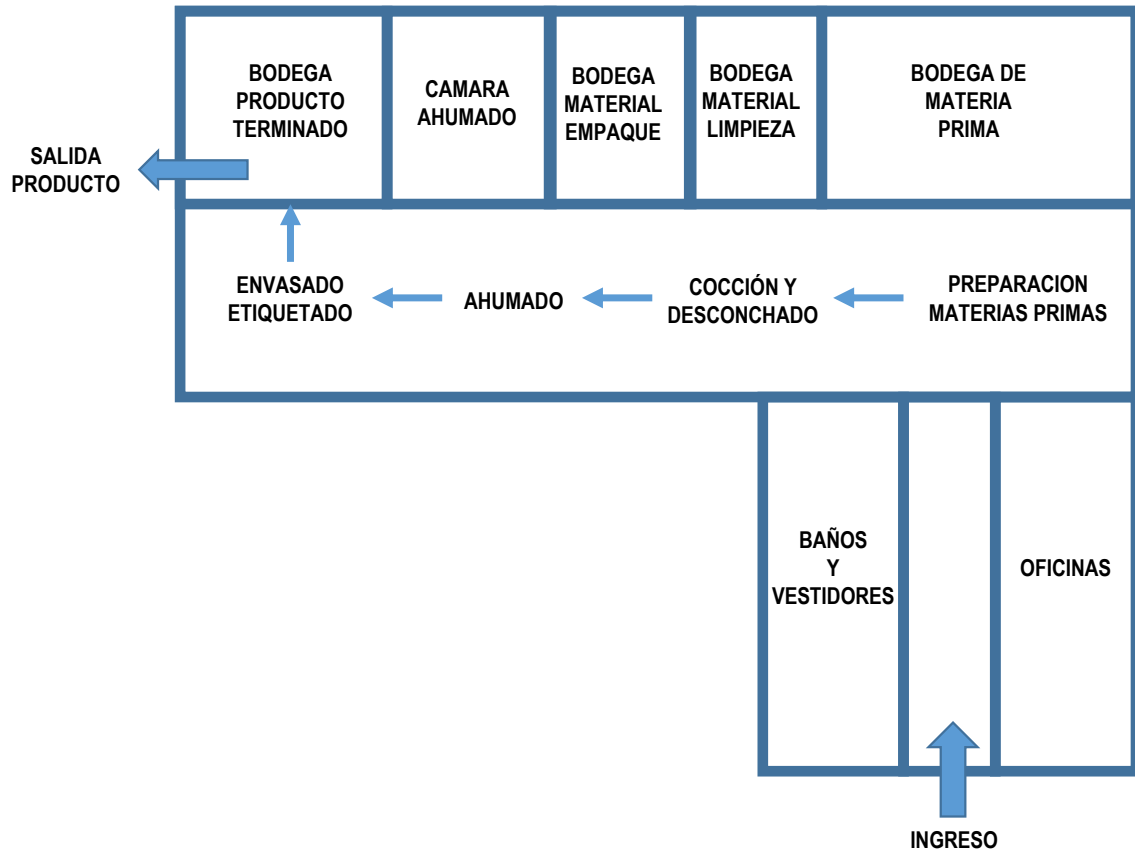 BODEGA
PRODUCTO
TERMINADO
CAMARA
AHUMADO
BODEGA
MATERIAL
EMPAQUE
BODEGA
MATERIAL
LIMPIEZA
BODEGA DE
MATERIA
PRIMA
SALIDA
PRODUCTO
ENVASADO
ETIQUETADO
AHUMADO
COCCIÓN Y
DESCONCHADO
PREPARACION
MATERIAS PRIMAS
BAÑOS
Y
VESTIDORES
OFICINAS
INGRESO